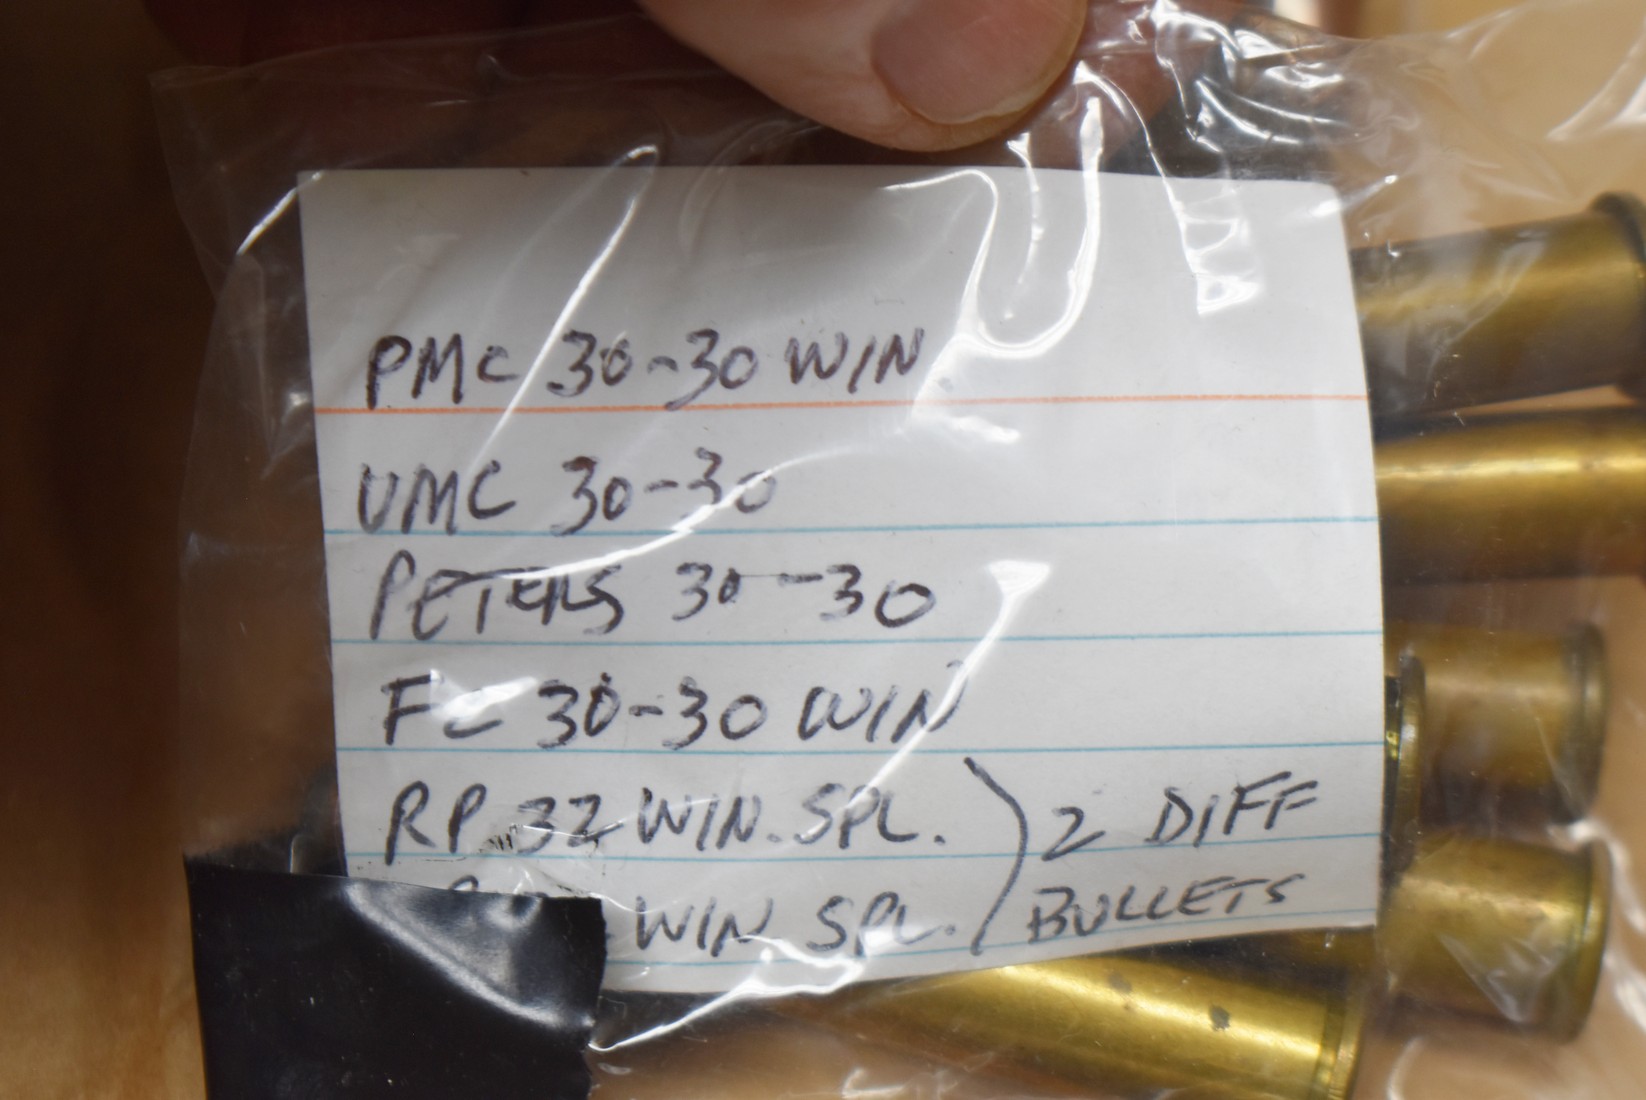 PMC 30-30 WIN
UMC 30-30
PETERS 30-30
FC 30-30 WIN
RP 32 WIN. SPL. ) 2 DIFF
WIN SPL. ) BULLETS